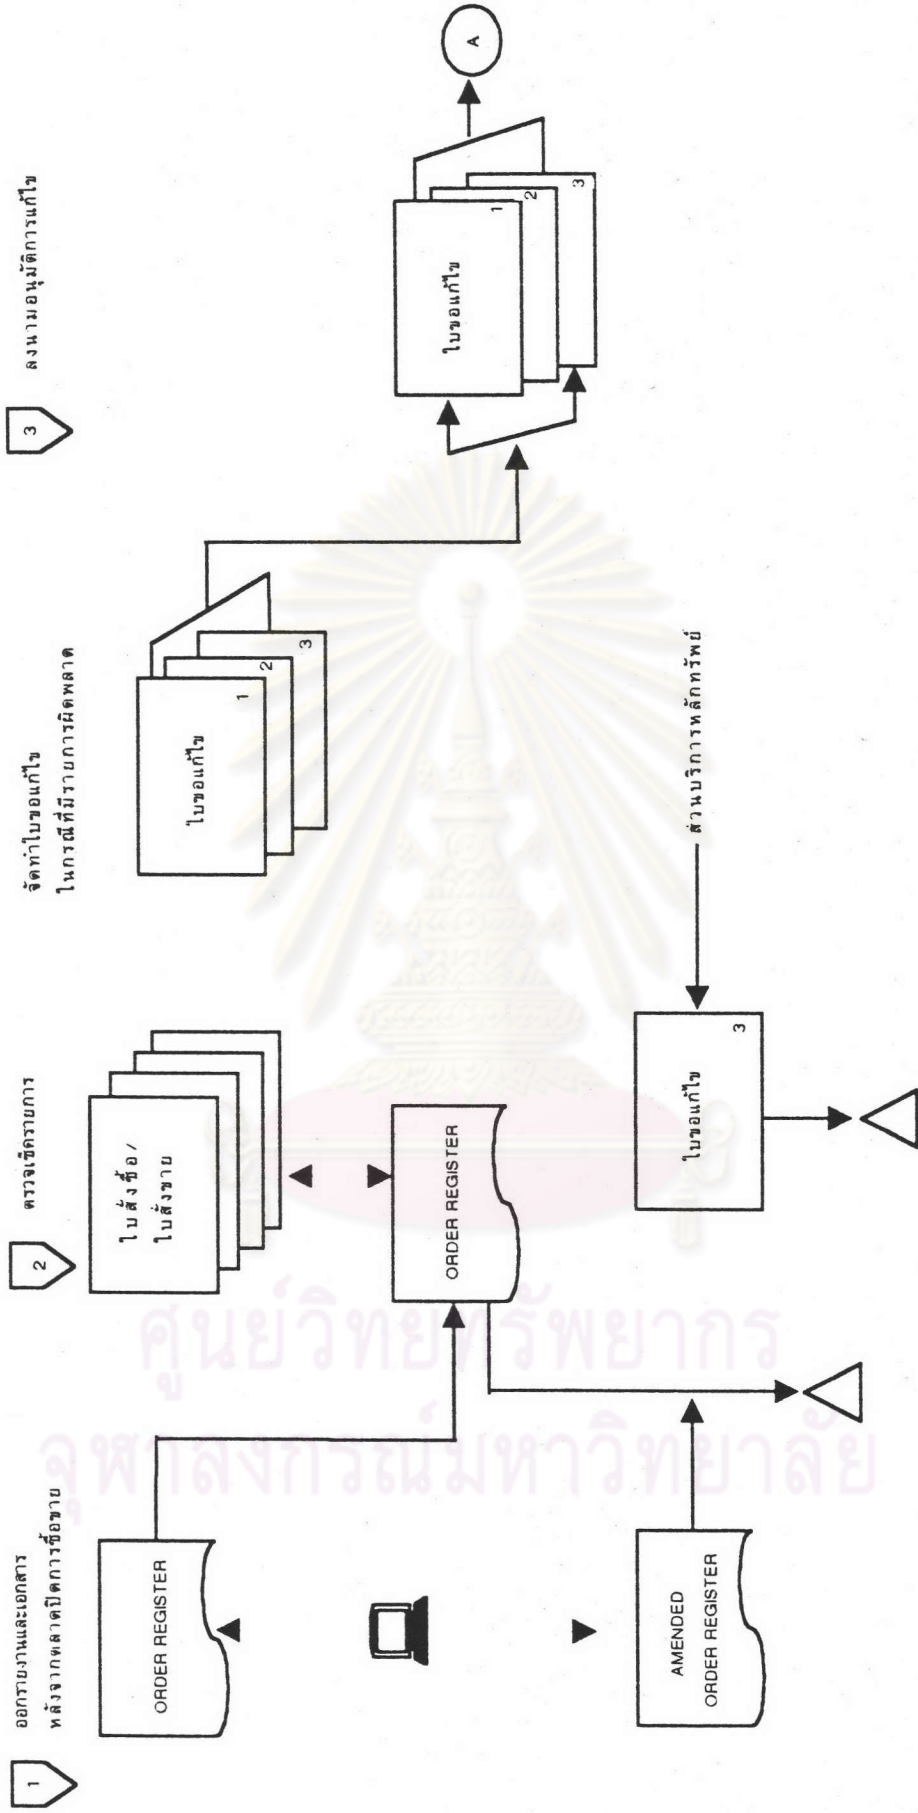 1
ออกรายงานและเอกสาร
หลังจากตลาดปิดการซื้อขาย
ORDER REGISTER
AMENDED
ORDER REGISTER
2
ตรวจเช็ครายการ
ใบสั่งซื้อ/
ใบสั่งขาย
ORDER REGISTER
จัดทำใบขอแก้ไข
ในกรณีที่มีรายการผิดพลาด
ใบขอแก้ไข
1
2
3
ใบขอแก้ไข
3
ส่วนบริการหลักทรัพย์
3
ลงนามอนุมัติการแก้ไข
ใบขอแก้ไข
1
2
3
A
ศูนย์วิทยทรัพยากร
จุฬาลงกรณ์มหาวิทยาลัย